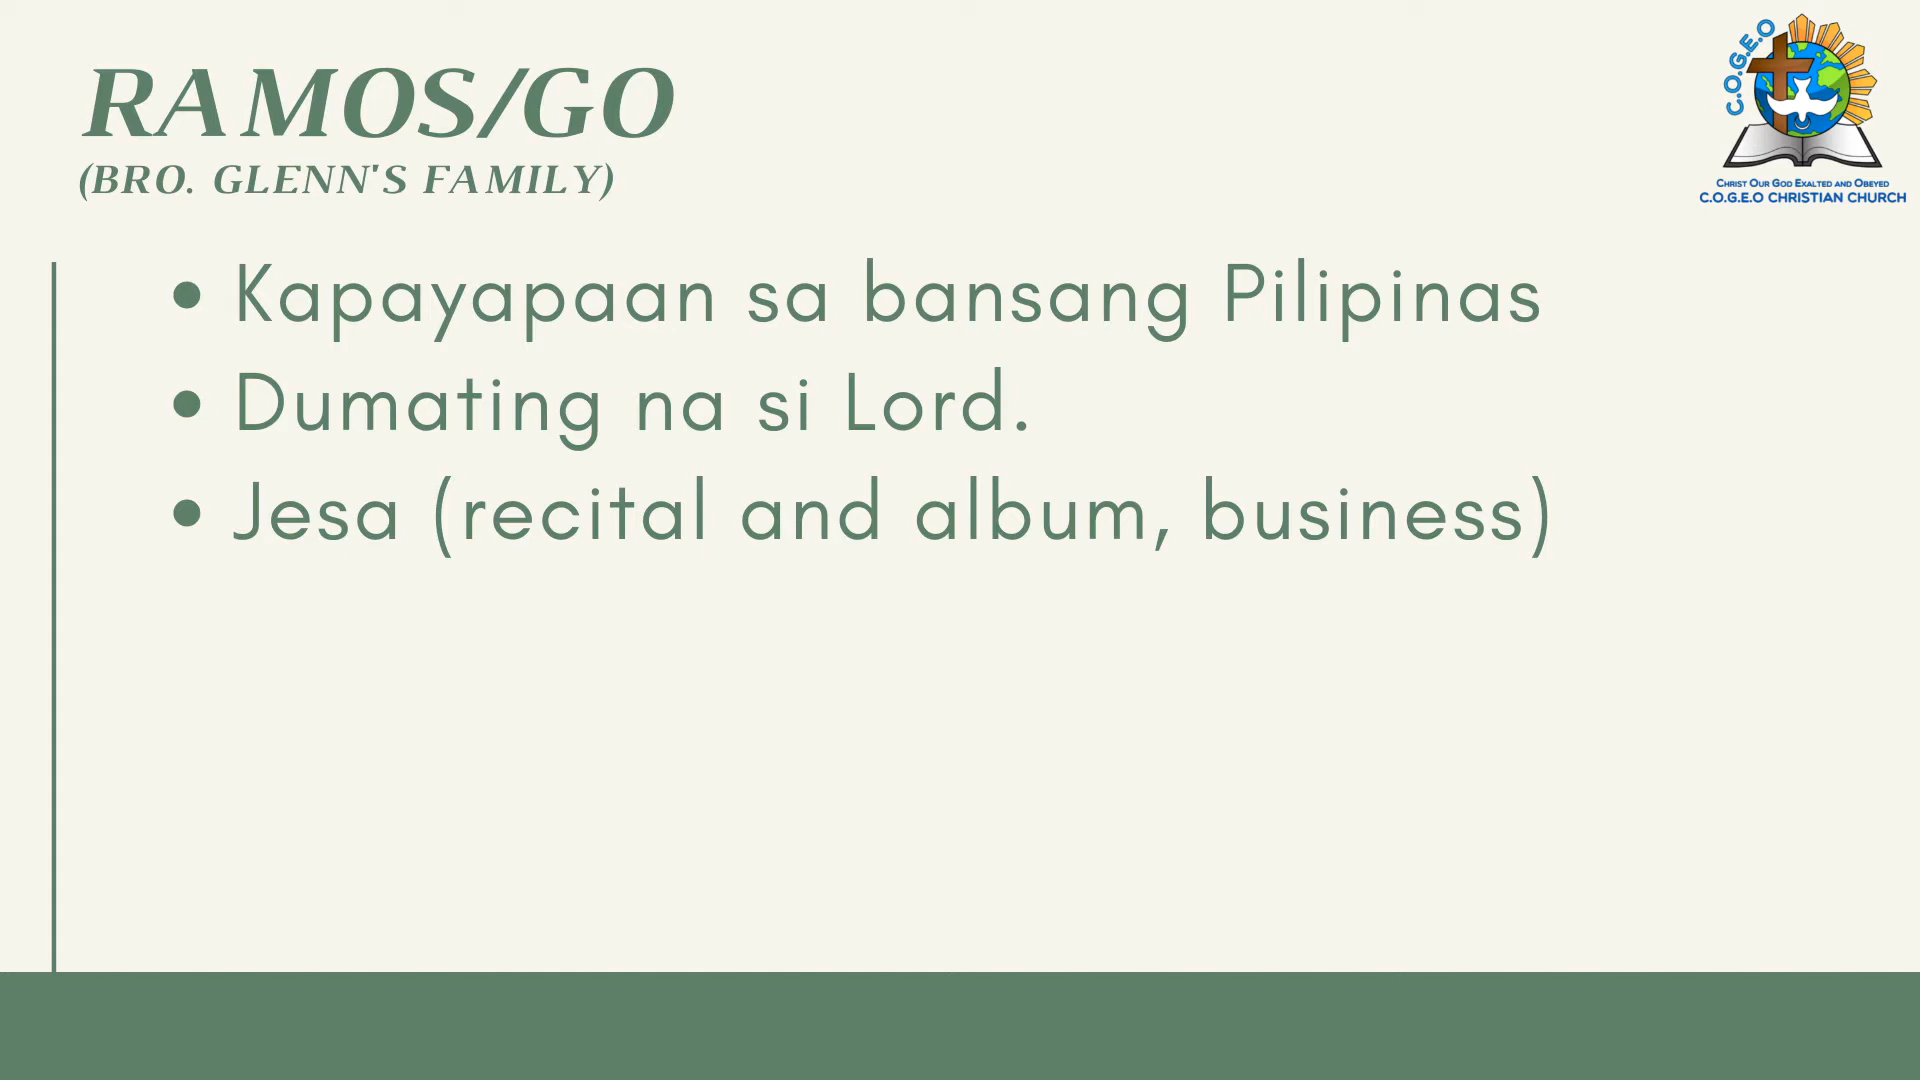 RAMOS/GO
(BRO. GLENN'S FAMILY)
C.O.G.E.O
CHRIST OUR GOD EXALTED AND OBEYED
C.O.G.E.O CHRISTIAN CHURCH
• Kapayapaan sa bansang Pilipinas
• Dumating na si Lord.
• Jesa (recital and album, business)